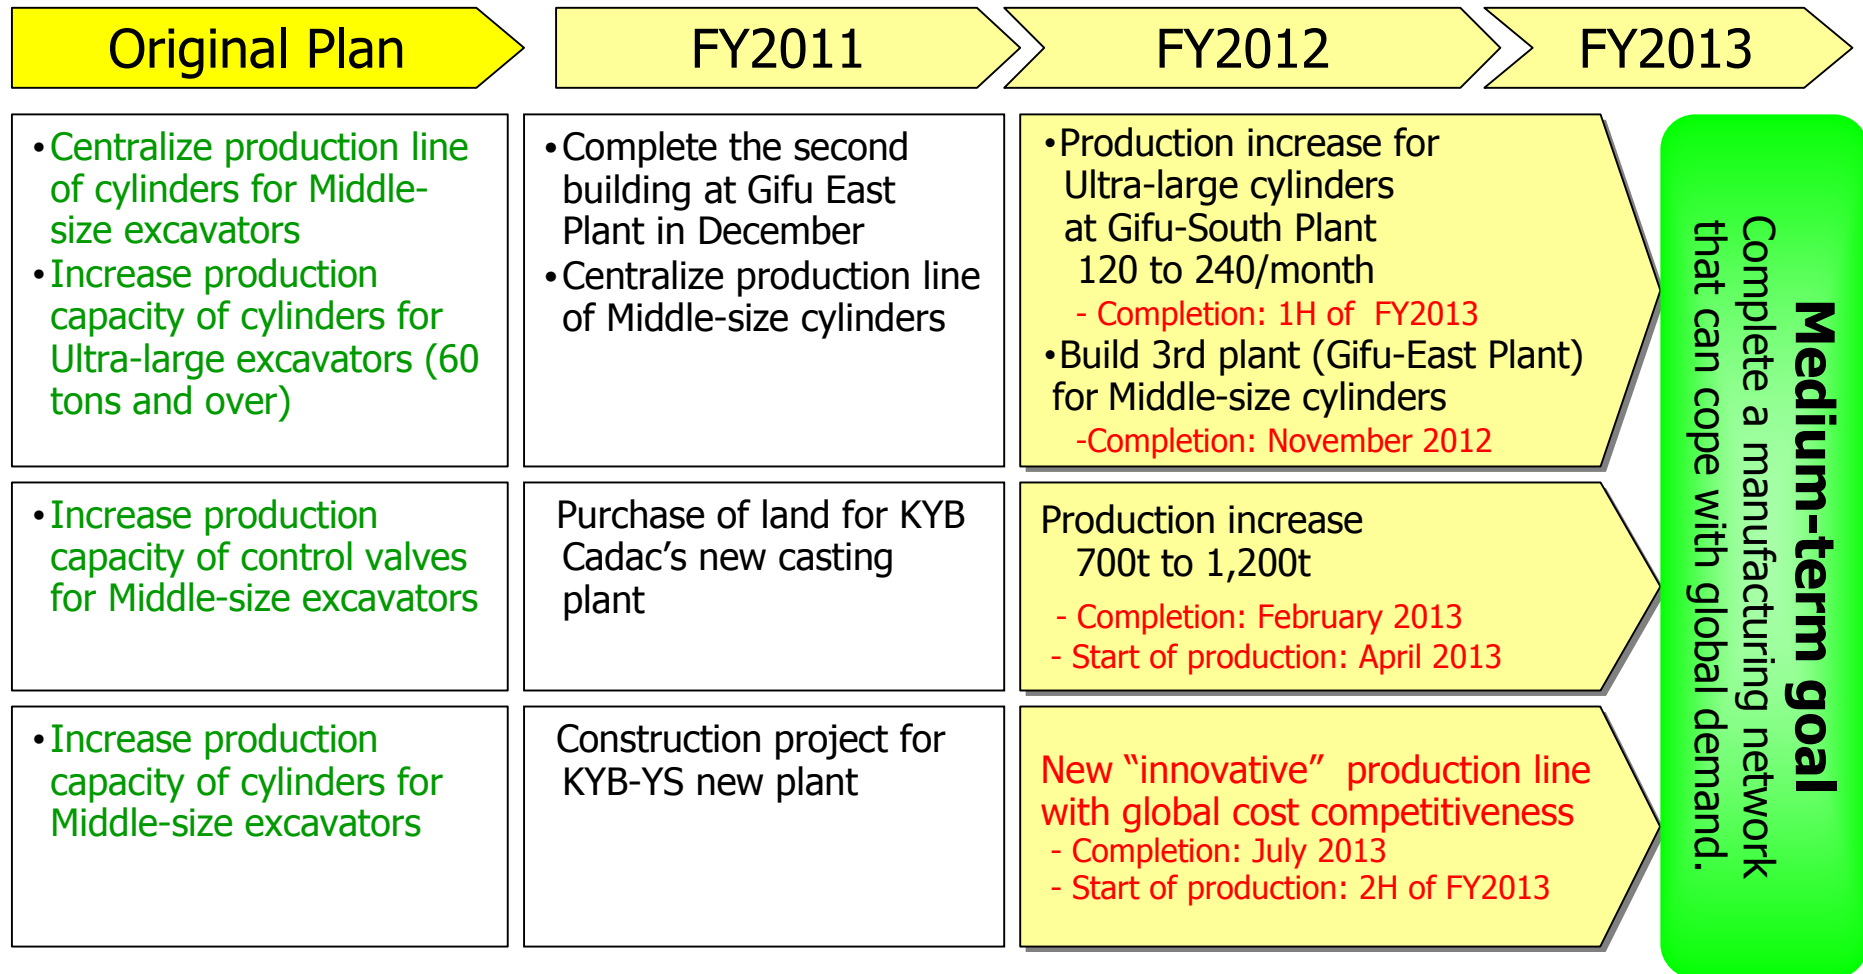 Original Plan
FY2011
FY2012
FY2013
•Centralize production line
of cylinders for Middle-
size excavators
•Increase production
capacity of cylinders for
Ultra-large excavators (60
tons and over)
•Complete the second
building at Gifu East
Plant in December
•Centralize production line
of Middle-size cylinders
•Production increase for
Ultra-large cylinders
at Gifu-South Plant
120 to 240/month
- Completion: 1H of FY2013
•Build 3rd plant (Gifu-East Plant)
for Middle-size cylinders
-Completion: November 2012
•Increase production
capacity of control valves
for Middle-size excavators
Purchase of land for KYB
Cadac’s new casting
plant
Production increase
700t to 1,200t
- Completion: February 2013
- Start of production: April 2013
•Increase production
capacity of cylinders for
Middle-size excavators
Construction project for
KYB-YS new plant
New “innovative” production line
with global cost competitiveness
- Completion: July 2013
- Start of production: 2H of FY2013
Medium-term goal
Complete a manufacturing network
that can cope with global demand.